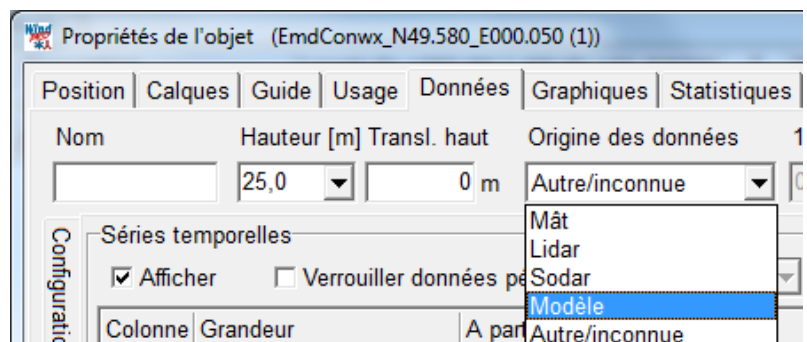 Propriétés de l'objet (EmdConwx_N49.580_E000.050 (1))
Position Calques Guide Usage Données Graphiques Statistiques
Nom Hauteur [m] Transl. haut Origine des données
25,0 0 m Autre/inconnue
Mât
Séries temporelles
Lidar
Afficher Verrouiller données Sodar
Modèle
Colonne Grandeur A Autre/inconnue